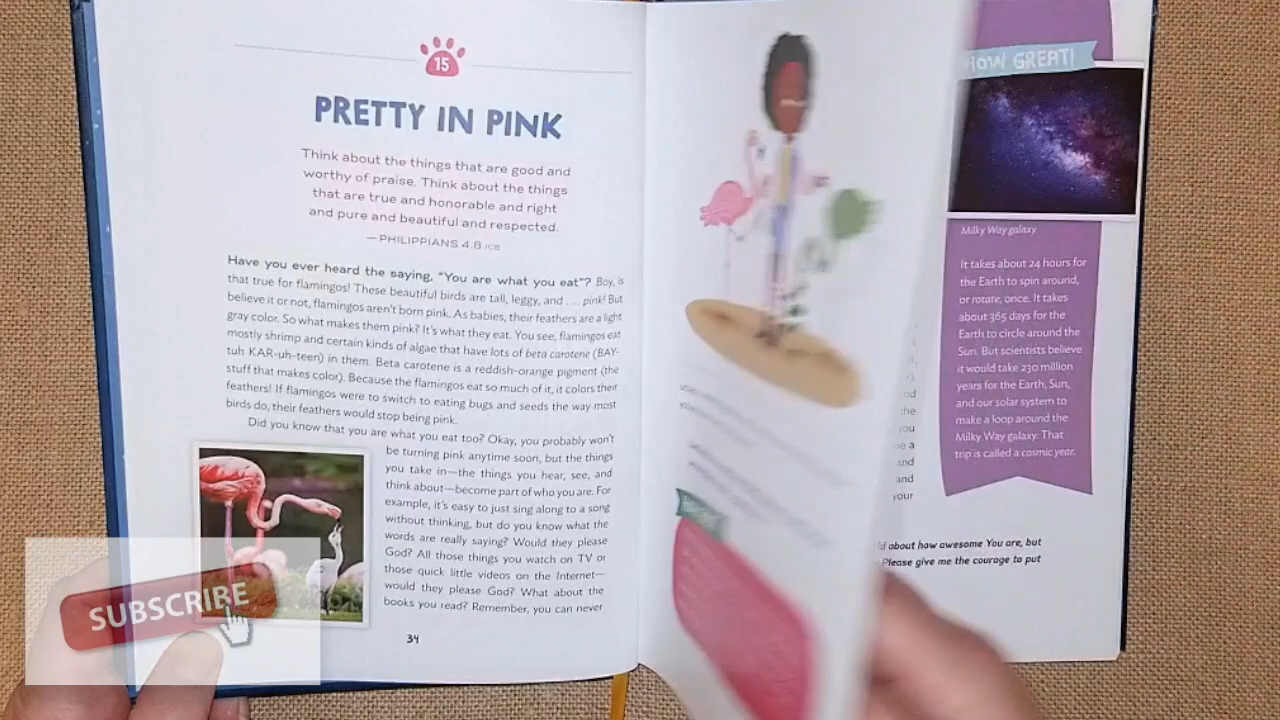 15
PRETTY IN PINK
Think about the things that are good and
worthy of praise. Think about the things
that are true and honorable and right
and pure and beautiful and respected.
—PHILIPPIANS 4:8 ICB
Have you ever heard the saying, "You are what you eat"? Boy, is
that true for flamingos! These beautiful birds are tall, leggy, and . . . pink! But
believe it or not, flamingos aren't born pink. As babies, their feathers are a light
gray color. So what makes them pink? It's what they eat. You see, flamingos eat
mostly shrimp and certain kinds of algae that have lots of beta carotene (BAY-
tuh KAR-uh-teen) in them. Beta carotene is a reddish-orange pigment (the
stuff that makes color). Because the flamingos eat so much of it, it colors their
feathers! If flamingos were to switch to eating bugs and seeds the way most
birds do, their feathers would stop being pink.
Did you know that you are what you eat too? Okay, you probably won't
be turning pink anytime soon, but the things
you take in—the things you hear, see, and
think about—become part of who you are. For
example, it's easy to just sing along to a song
without thinking, but do you know what the
words are really saying? Would they please
God? All those things you watch on TV or
those quick little videos on the Internet—
would they please God? What about the
books you read? Remember, you can never
34
SUBSCRIBE
HOW GREAT!
Milky Way galaxy
It takes about 24 hours for
the Earth to spin around,
or rotate, once. It takes
about 365 days for the
Earth to circle around the
Sun. But scientists believe
it would take 230 million
years for the Earth, Sun,
and our solar system to
make a loop around the
Milky Way galaxy. That
trip is called a cosmic year.
the
you
be a
and
and
your
about how awesome You are, but
Please give me the courage to put